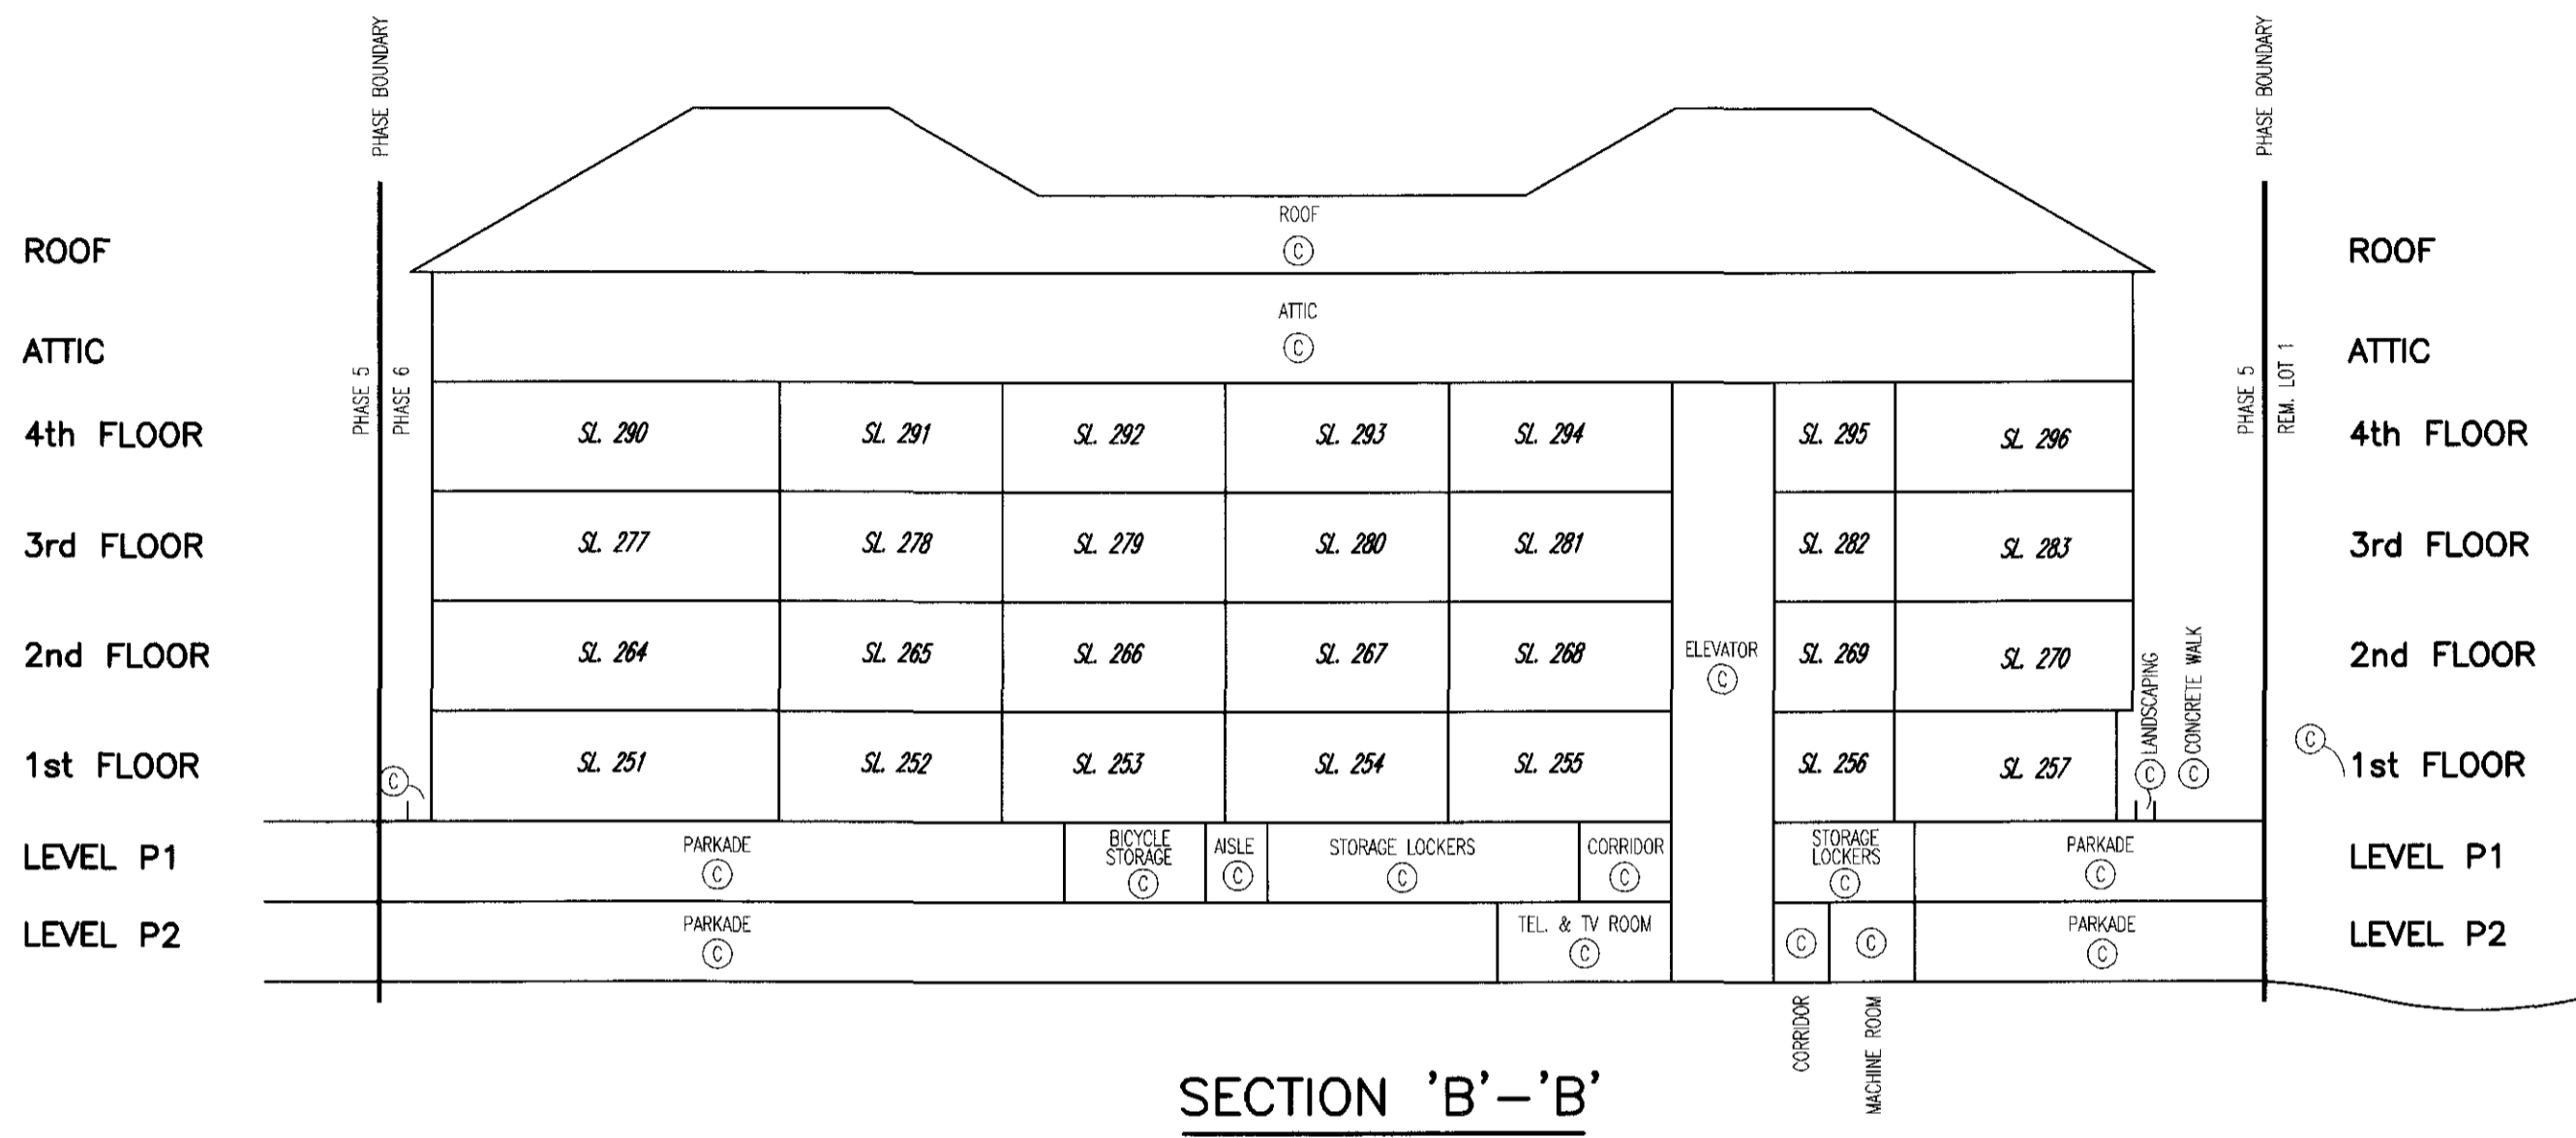 PHASE BOUNDARY
PHASE BOUNDARY
ROOF
ROOF
C
ROOF
ATTIC
ATTIC
C
ATTIC
PHASE 5
PHASE 6
PHASE 5
REM. LOT 1
4th FLOOR
SL. 290
SL. 291
SL. 292
SL. 293
SL. 294
SL. 295
SL. 296
4th FLOOR
3rd FLOOR
SL. 277
SL. 278
SL. 279
SL. 280
SL. 281
SL. 282
SL. 283
3rd FLOOR
2nd FLOOR
SL. 264
SL. 265
SL. 266
SL. 267
SL. 268
ELEVATOR
C
SL. 269
SL. 270
2nd FLOOR
1st FLOOR
C
SL. 251
SL. 252
SL. 253
SL. 254
SL. 255
SL. 256
SL. 257
C LANDSCAPING
C CONCRETE WALK
C
1st FLOOR
LEVEL P1
PARKADE
C
BICYCLE
STORAGE
C
AISLE
C
STORAGE LOCKERS
C
CORRIDOR
C
STORAGE
LOCKERS
C
PARKADE
C
LEVEL P1
LEVEL P2
PARKADE
C
TEL. & TV ROOM
C
C
C
PARKADE
C
LEVEL P2
CORRIDOR
MACHINE ROOM
SECTION 'B'-'B'